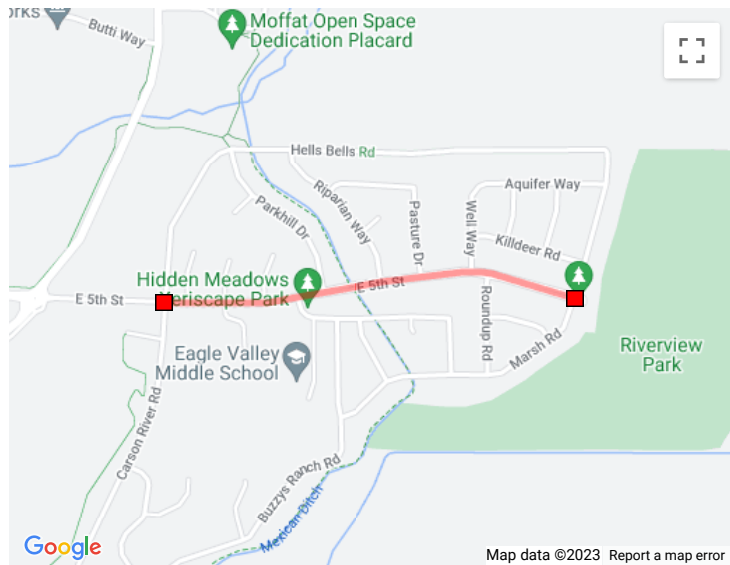 orks
Butti Way
Moffat Open Space
Dedication Placard
Hells Bells Rd
Riparian Way
Parkhill Dr
Pasture Dr
Well Way
Aquifer Way
Killdeer Rd
Hidden Meadows
Xeriscape Park
E 5th St
E 5th St
Roundup Rd
Marsh Rd
Eagle Valley
Middle School
Riverview
Park
Carson River Rd
Buzzys Ranch Rd
Mexican Ditch
Google
Map data ©2023 Report a map error